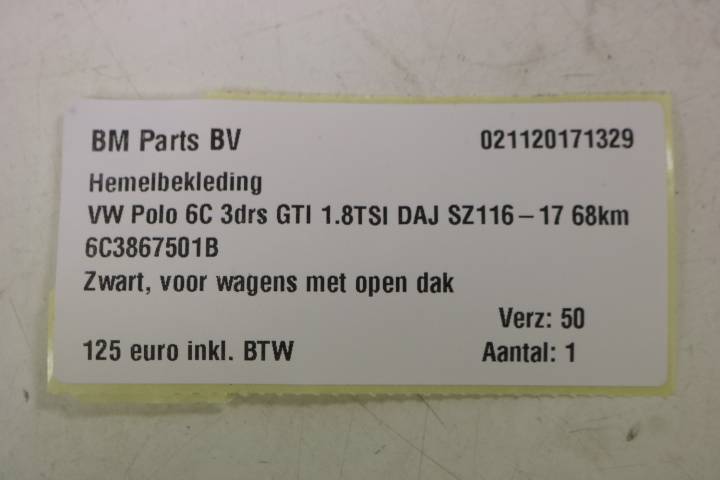 BM Parts BV 021120171329
Hemelbekleding
VW Polo 6C 3drs GTI 1.8TSI DAJ SZ116-17 68km
6C3867501B
Zwart, voor wagens met open dak
Verz: 50
125 euro inkl. BTW Aantal: 1